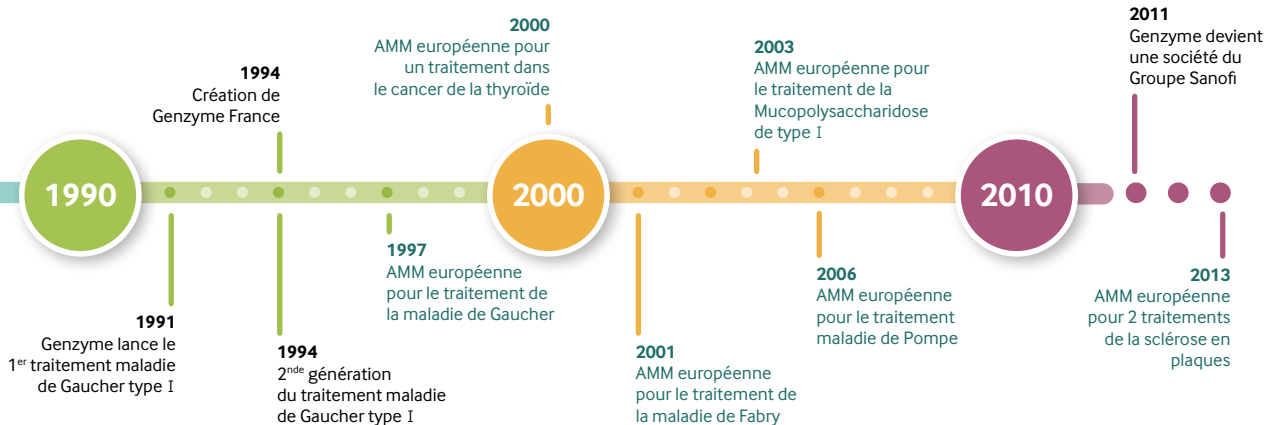 1990
1991
Genzyme lance le
1er traitement maladie
de Gaucher type I
1994
Création de
Genzyme France
1994
2nde génération
du traitement maladie
de Gaucher type I
1997
AMM européenne
pour le traitement de
la maladie de Gaucher
2000
AMM européenne pour
un traitement dans
le cancer de la thyroïde
2000
2001
AMM européenne
pour le traitement de
la maladie de Fabry
2003
AMM européenne pour
le traitement de la
Mucopolysaccharidose
de type I
2006
AMM européenne
pour le traitement
maladie de Pompe
2010
2011
Genzyme devient
une société du
Groupe Sanofi
2013
AMM européenne
pour 2 traitements
de la sclérose en
plaques